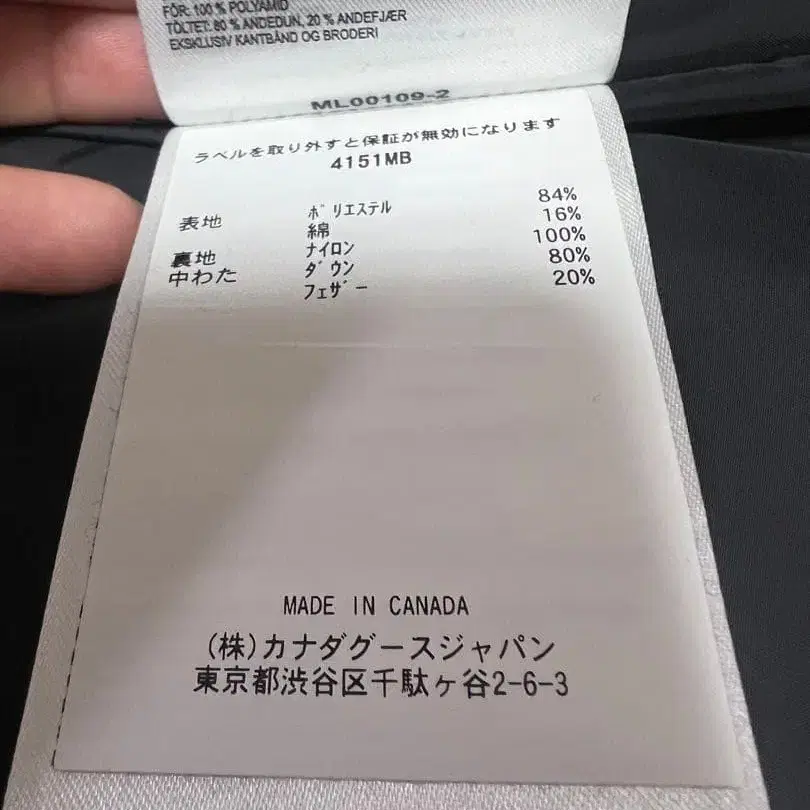 FÔR: 100 % POLYAMID
TÔLTET: 80 % ANDEDUN, 20 % ANDEFJÆR
EKSKLUSIV KANTBÅND OG BRODERI
ML00109-2
ラベルを取り外すと保証が無効になります
4151MB
表地 ポリエステル 84%
綿 16%
裏地 ナイロン 100%
中わた ダウン 80%
フェザー 20%
MADE IN CANADA
(株)カナダグースジャパン
東京都渋谷区千駄ヶ谷2-6-3